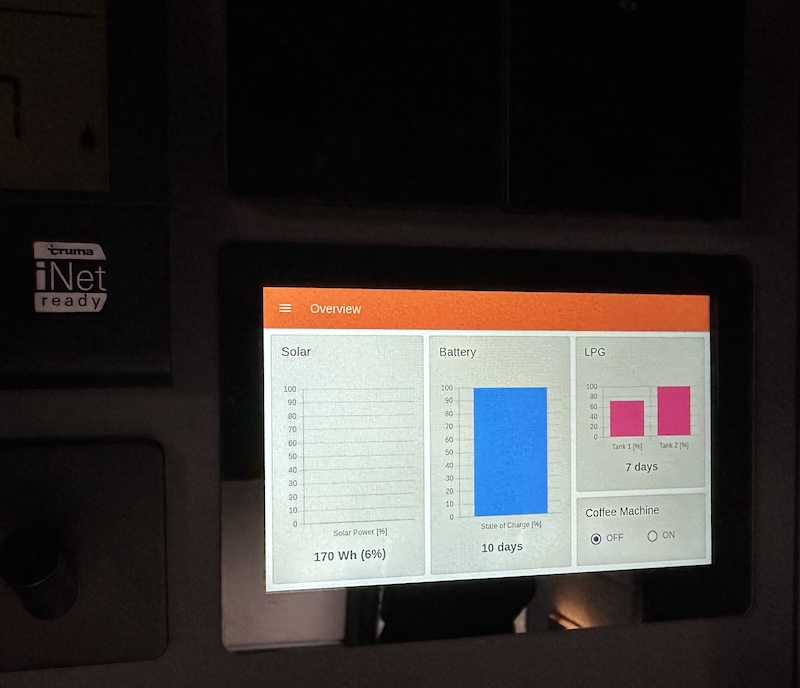 truma
iNet
ready
Overview
Solar
100
90
80
70
60
50
40
30
20
10
0
Solar Power [%]
170 Wh (6%)
Battery
100
90
80
70
60
50
40
30
20
10
0
State of Charge [%]
10 days
LPG
100
80
60
40
20
0
Tank 1 [%] Tank 2 [%]
7 days
Coffee Machine
OFF ON